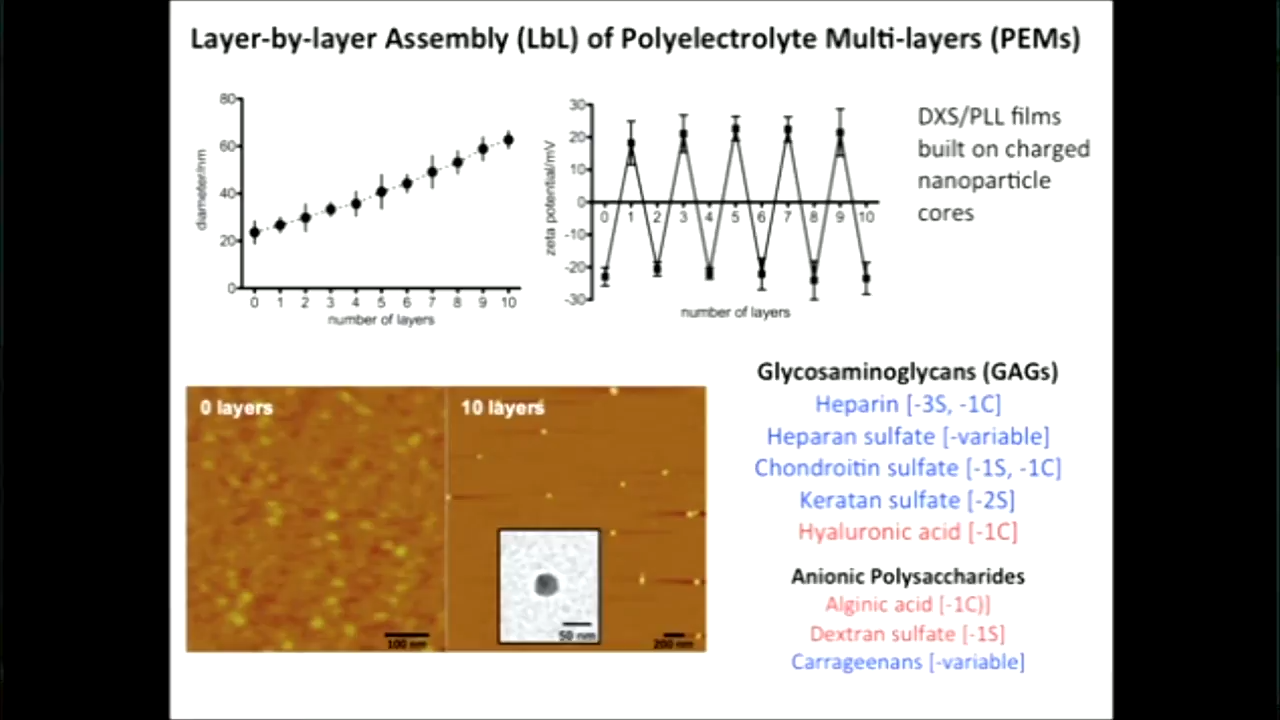 Layer-by-layer Assembly (LbL) of Polyelectrolyte Multi-layers (PEMs)
80
60
40
20
0
diameter/nm
0 1 2 3 4 5 6 7 8 9 10
number of layers
30
20
10
0
-10
-20
-30
zeta potential/mV
0 1 2 3 4 5 6 7 8 9 10
number of layers
DXS/PLL films
built on charged
nanoparticle
cores
0 layers
100 nm
10 layers
50 nm
200 nm
Glycosaminoglycans (GAGs)
Heparin [-3S, -1C]
Heparan sulfate [-variable]
Chondroitin sulfate [-1S, -1C]
Keratan sulfate [-2S]
Hyaluronic acid [-1C]
Anionic Polysaccharides
Alginic acid [-1C)]
Dextran sulfate [-1S]
Carrageenans [-variable]